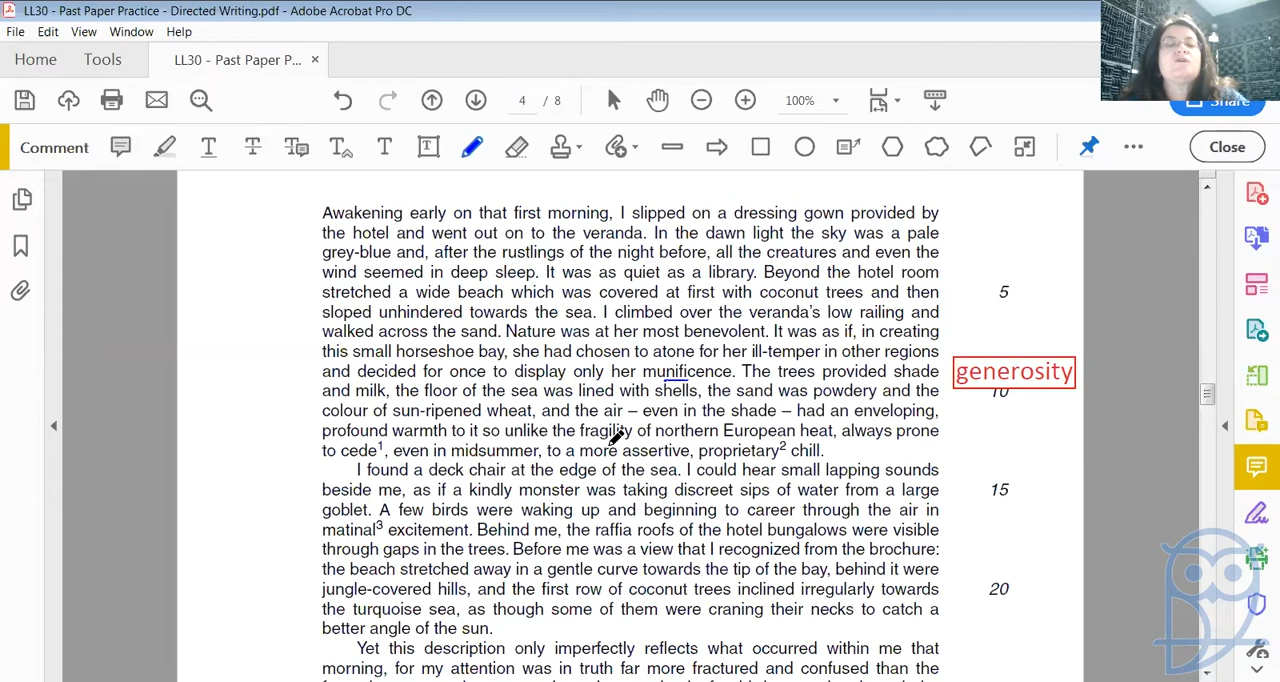 LL30 - Past Paper Practice - Directed Writing.pdf - Adobe Acrobat Pro DC
File Edit View Window Help
Home Tools LL30 - Past Paper P... ×
4 / 8 100%
Share
Comment Close
Awakening early on that first morning, I slipped on a dressing gown provided by
the hotel and went out on to the veranda. In the dawn light the sky was a pale
grey-blue and, after the rustlings of the night before, all the creatures and even the
wind seemed in deep sleep. It was as quiet as a library. Beyond the hotel room
stretched a wide beach which was covered at first with coconut trees and then 5
sloped unhindered towards the sea. I climbed over the veranda's low railing and
walked across the sand. Nature was at her most benevolent. It was as if, in creating
this small horseshoe bay, she had chosen to atone for her ill-temper in other regions
and decided for once to display only her munificence. The trees provided shade generosity
and milk, the floor of the sea was lined with shells, the sand was powdery and the 10
colour of sun-ripened wheat, and the air – even in the shade – had an enveloping,
profound warmth to it so unlike the fragility of northern European heat, always prone
to cede1, even in midsummer, to a more assertive, proprietary2 chill.
I found a deck chair at the edge of the sea. I could hear small lapping sounds
beside me, as if a kindly monster was taking discreet sips of water from a large 15
goblet. A few birds were waking up and beginning to career through the air in
matinal3 excitement. Behind me, the raffia roofs of the hotel bungalows were visible
through gaps in the trees. Before me was a view that I recognized from the brochure:
the beach stretched away in a gentle curve towards the tip of the bay, behind it were
jungle-covered hills, and the first row of coconut trees inclined irregularly towards 20
the turquoise sea, as though some of them were craning their necks to catch a
better angle of the sun.
Yet this description only imperfectly reflects what occurred within me that
morning, for my attention was in truth far more fractured and confused than the